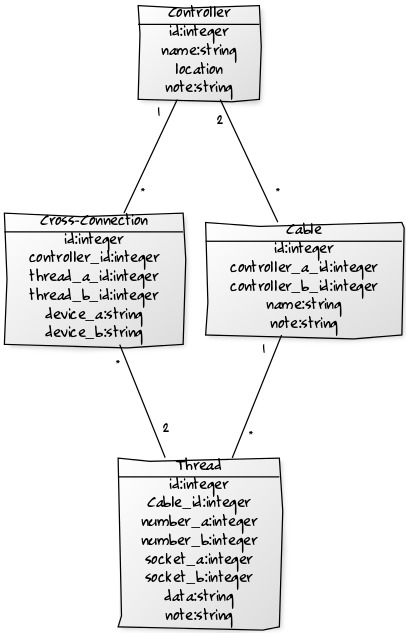 Controller
id:integer
name:string
location
note:string
1
2
*
*
Cross-Connection
id:integer
controller_id:integer
thread_a_id:integer
thread_b_id:integer
device_a:string
device_b:string
Cable
id:integer
controller_a_id:integer
controller_b_id:integer
name:string
note:string
*
1
2
*
Thread
id:integer
Cable_id:integer
number_a:integer
number_b:integer
socket_a:integer
socket_b:integer
data:string
note:string